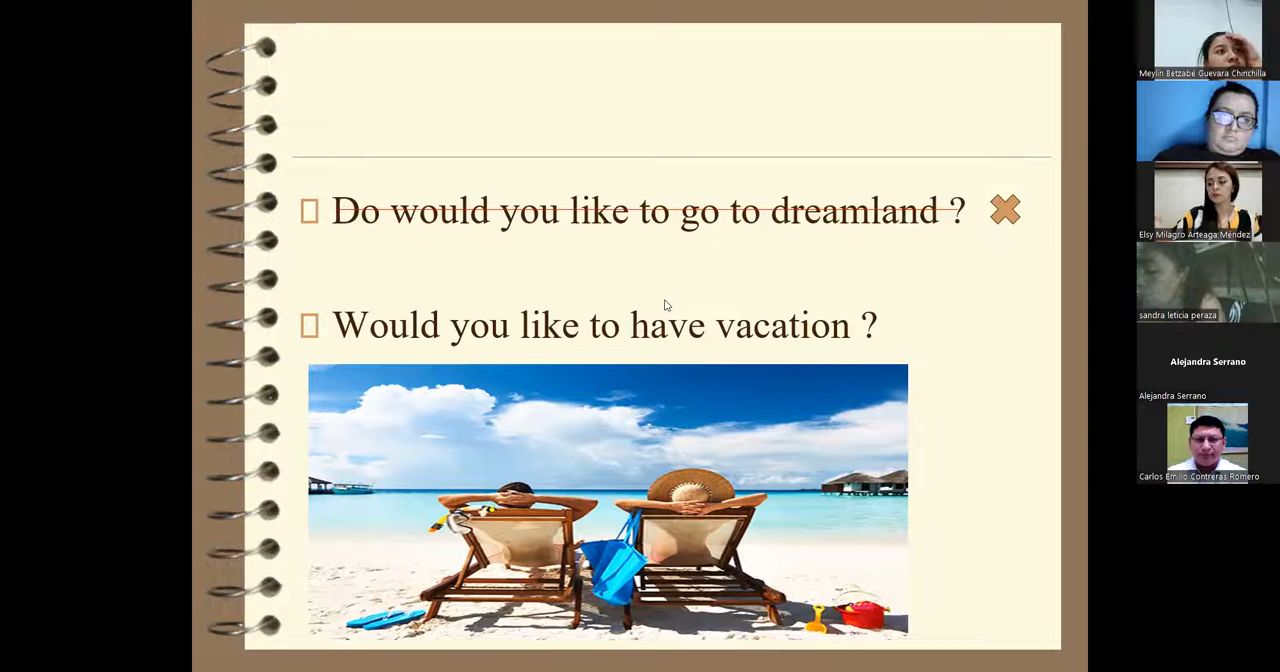 Do would you like to go to dreamland ?
Would you like to have vacation ?
Meylin Betzabe Guevara Chinchilla
Elsy Milagro Arteaga Méndez
sandra leticia peraza
Alejandra Serrano
Alejandra Serrano
Carlos Emilio Contreras Romero